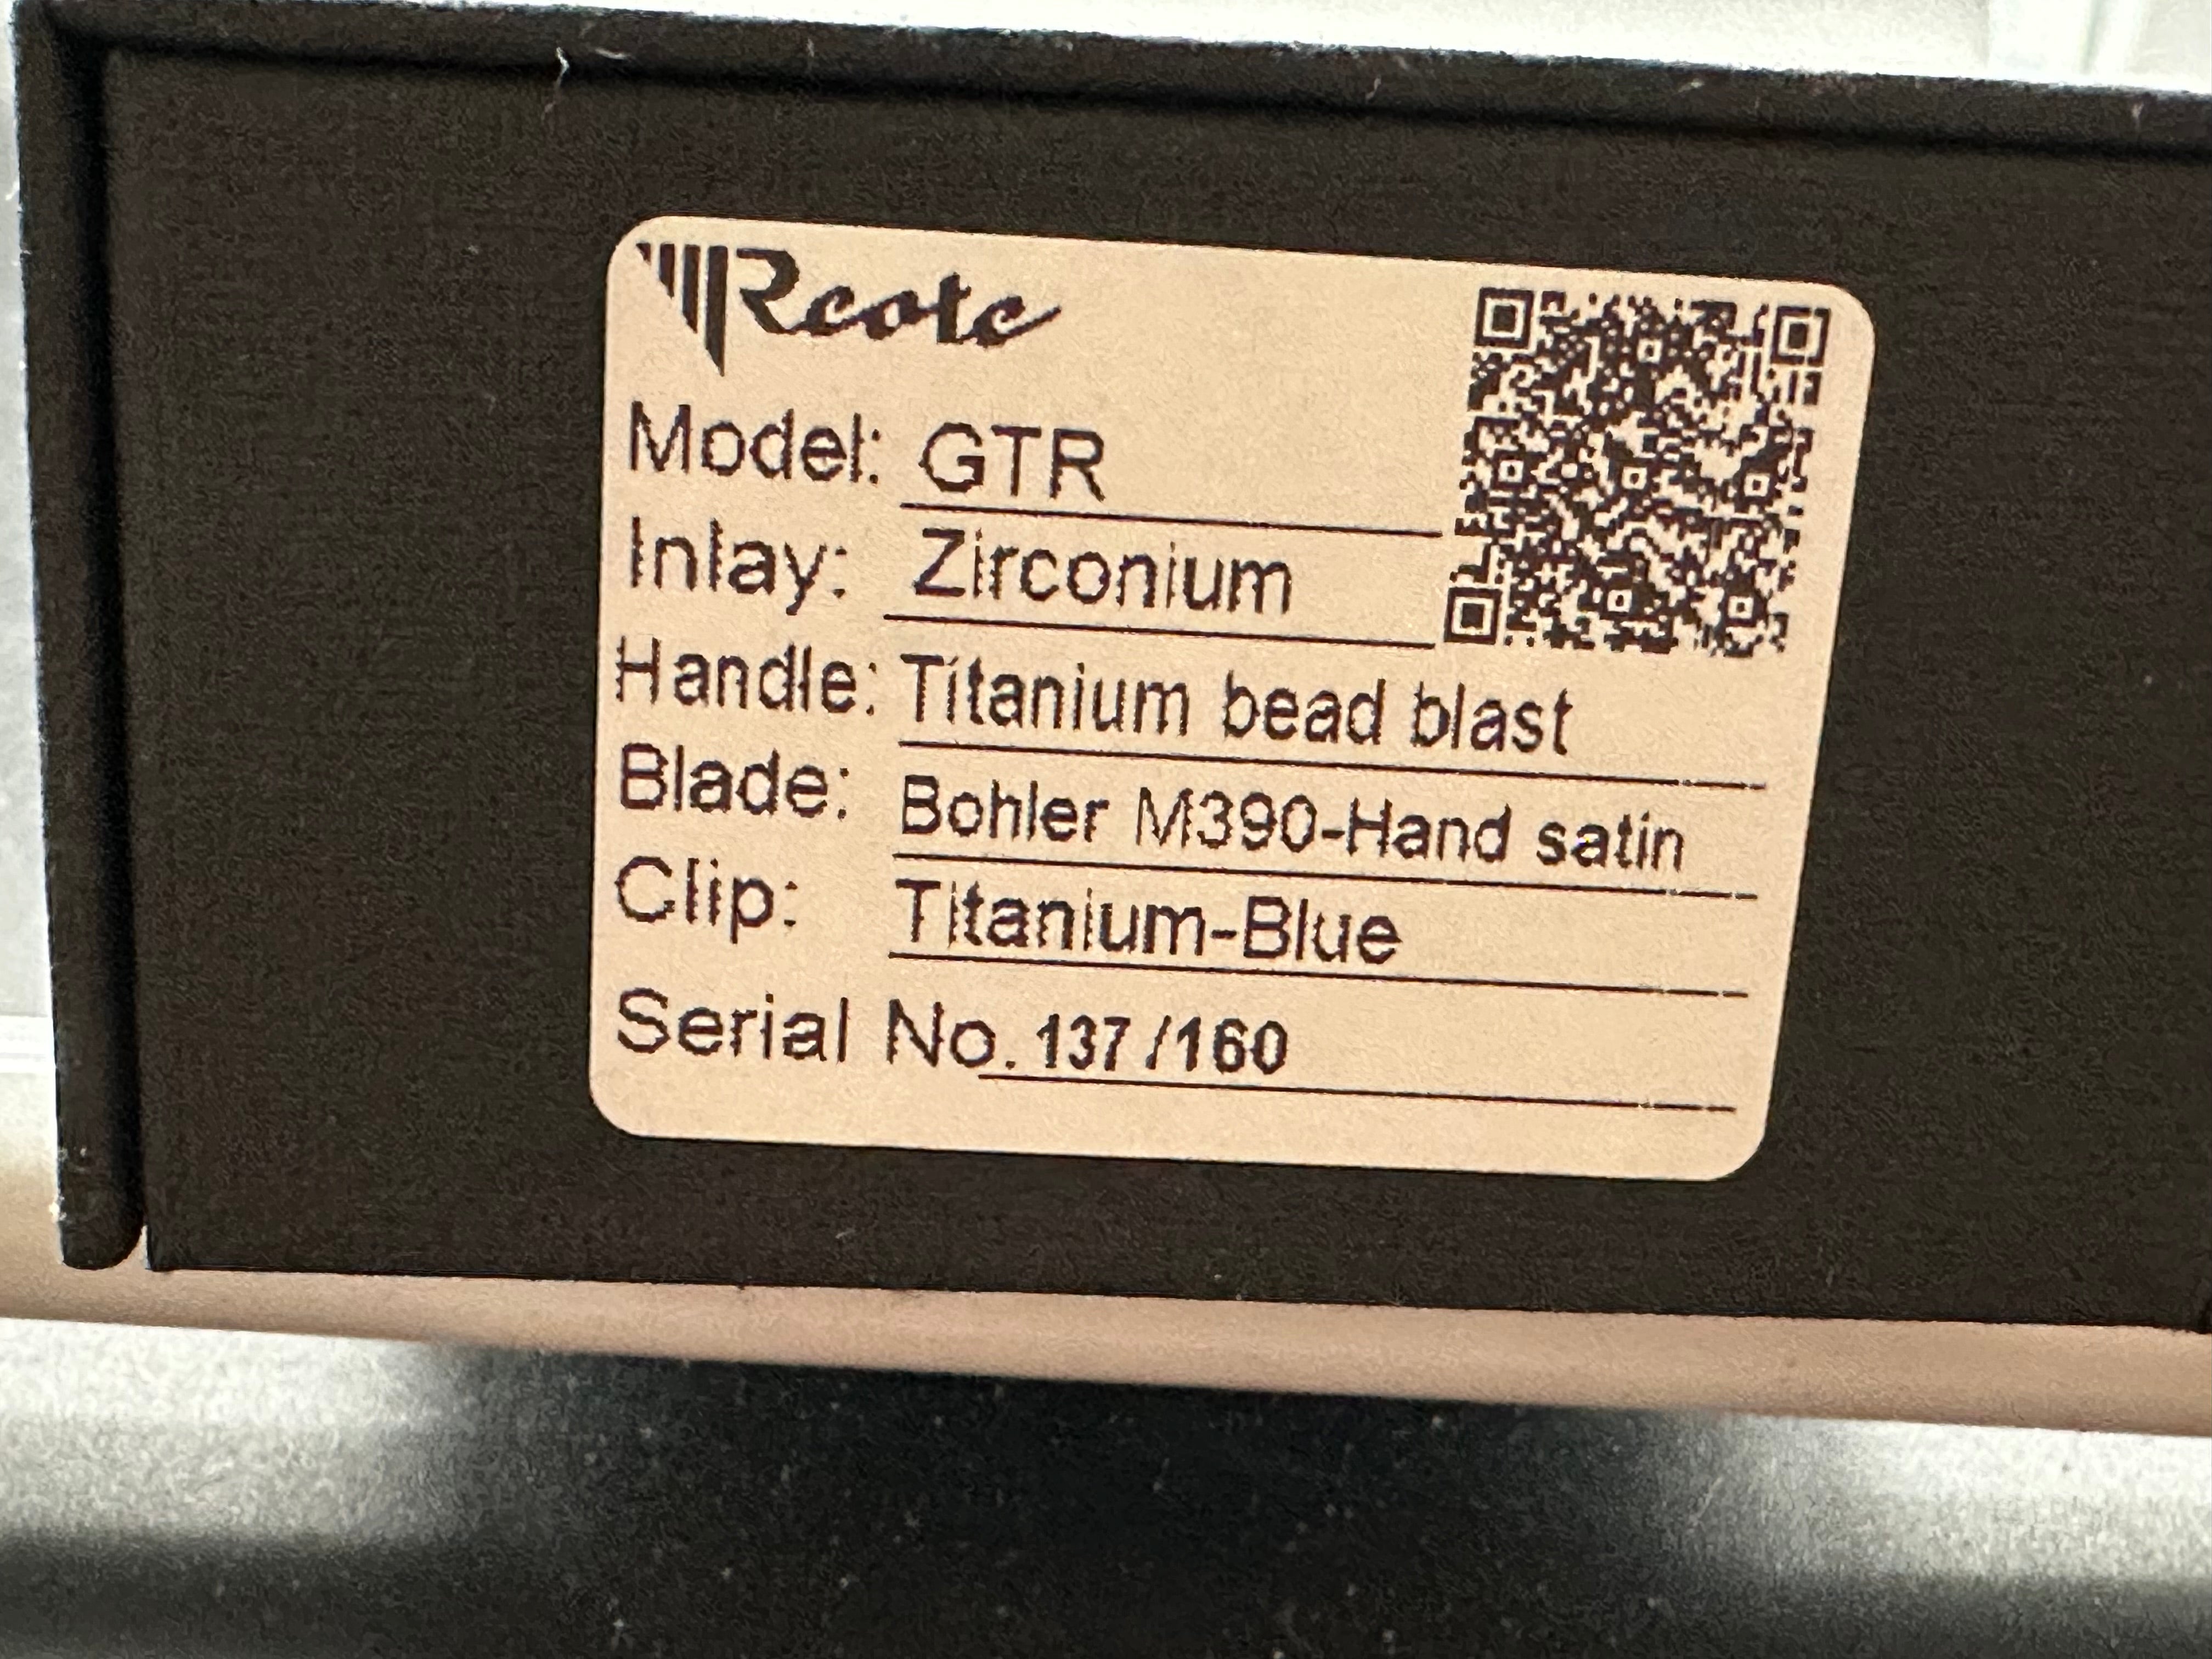 Rcote
Model: GTR
Inlay: Zirconium
Handle: Titanium bead blast
Blade: Bohler M390-Hand satin
Clip: Titanium-Blue
Serial No. 137/160